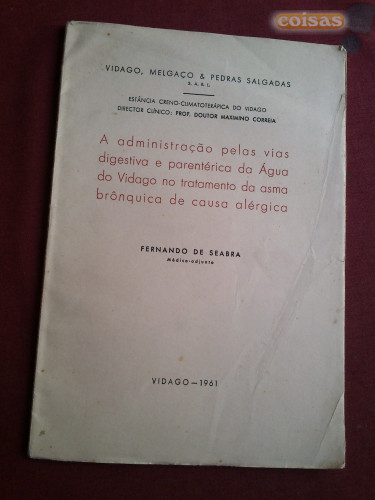 coisas
VIDAGO, MELGAÇO & PEDRAS SALGADAS
S. A. R. L.
ESTÂNCIA CRENO-CLIMATOTERÁPICA DO VIDAGO
DIRECTOR CLÍNICO: PROF. DOUTOR MAXIMINO CORREIA
A administração pelas vias
digestiva e parentérica da Água
do Vidago no tratamento da asma
brônquica de causa alérgica
FERNANDO DE SEABRA
Médico-adjunto
VIDAGO—1961